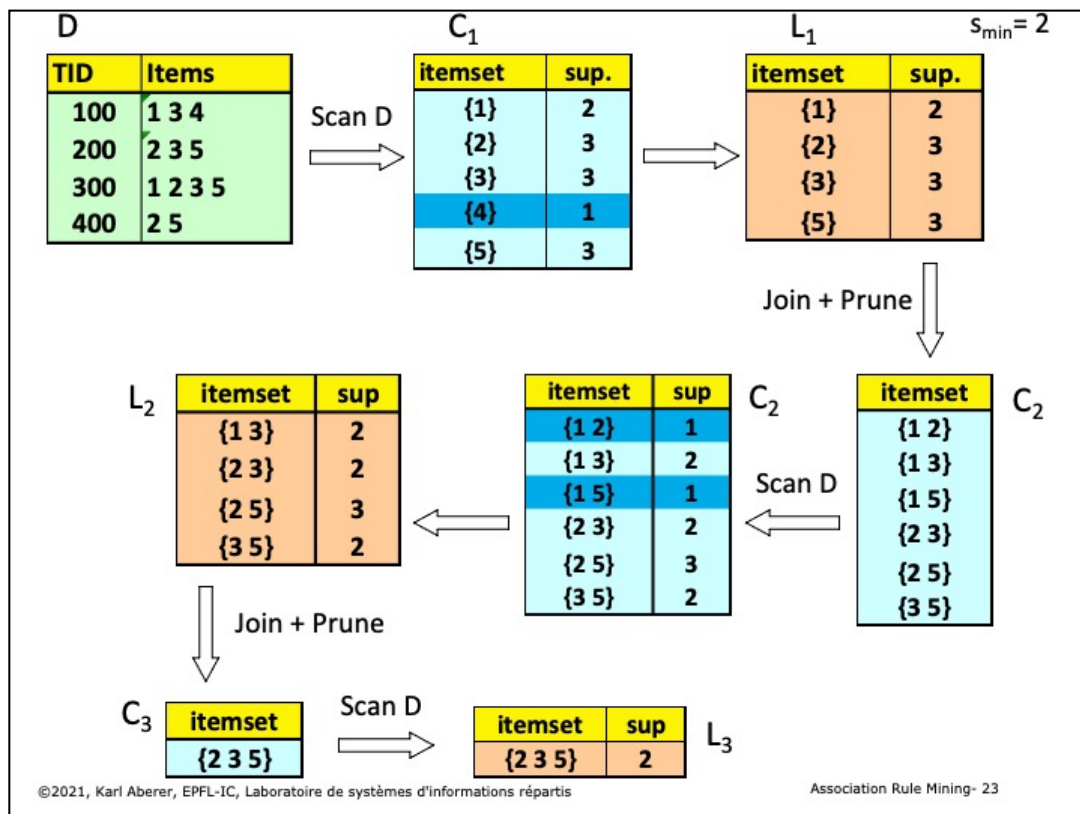 D
C1
L1
smin= 2
TID Items
100 1 3 4
200 2 3 5
300 1 2 3 5
400 2 5
Scan D
itemset sup.
{1} 2
{2} 3
{3} 3
{4} 1
{5} 3
itemset sup.
{1} 2
{2} 3
{3} 3
{5} 3
Join + Prune
L2
itemset sup
{1 3} 2
{2 3} 2
{2 5} 3
{3 5} 2
itemset sup
{1 2} 1
{1 3} 2
{1 5} 1
{2 3} 2
{2 5} 3
{3 5} 2
C2
Scan D
itemset
{1 2}
{1 3}
{1 5}
{2 3}
{2 5}
{3 5}
C2
Join + Prune
C3
itemset
{2 3 5}
Scan D
itemset sup
{2 3 5} 2
L3
©2021, Karl Aberer, EPFL-IC, Laboratoire de systèmes d'informations répartis
Association Rule Mining- 23